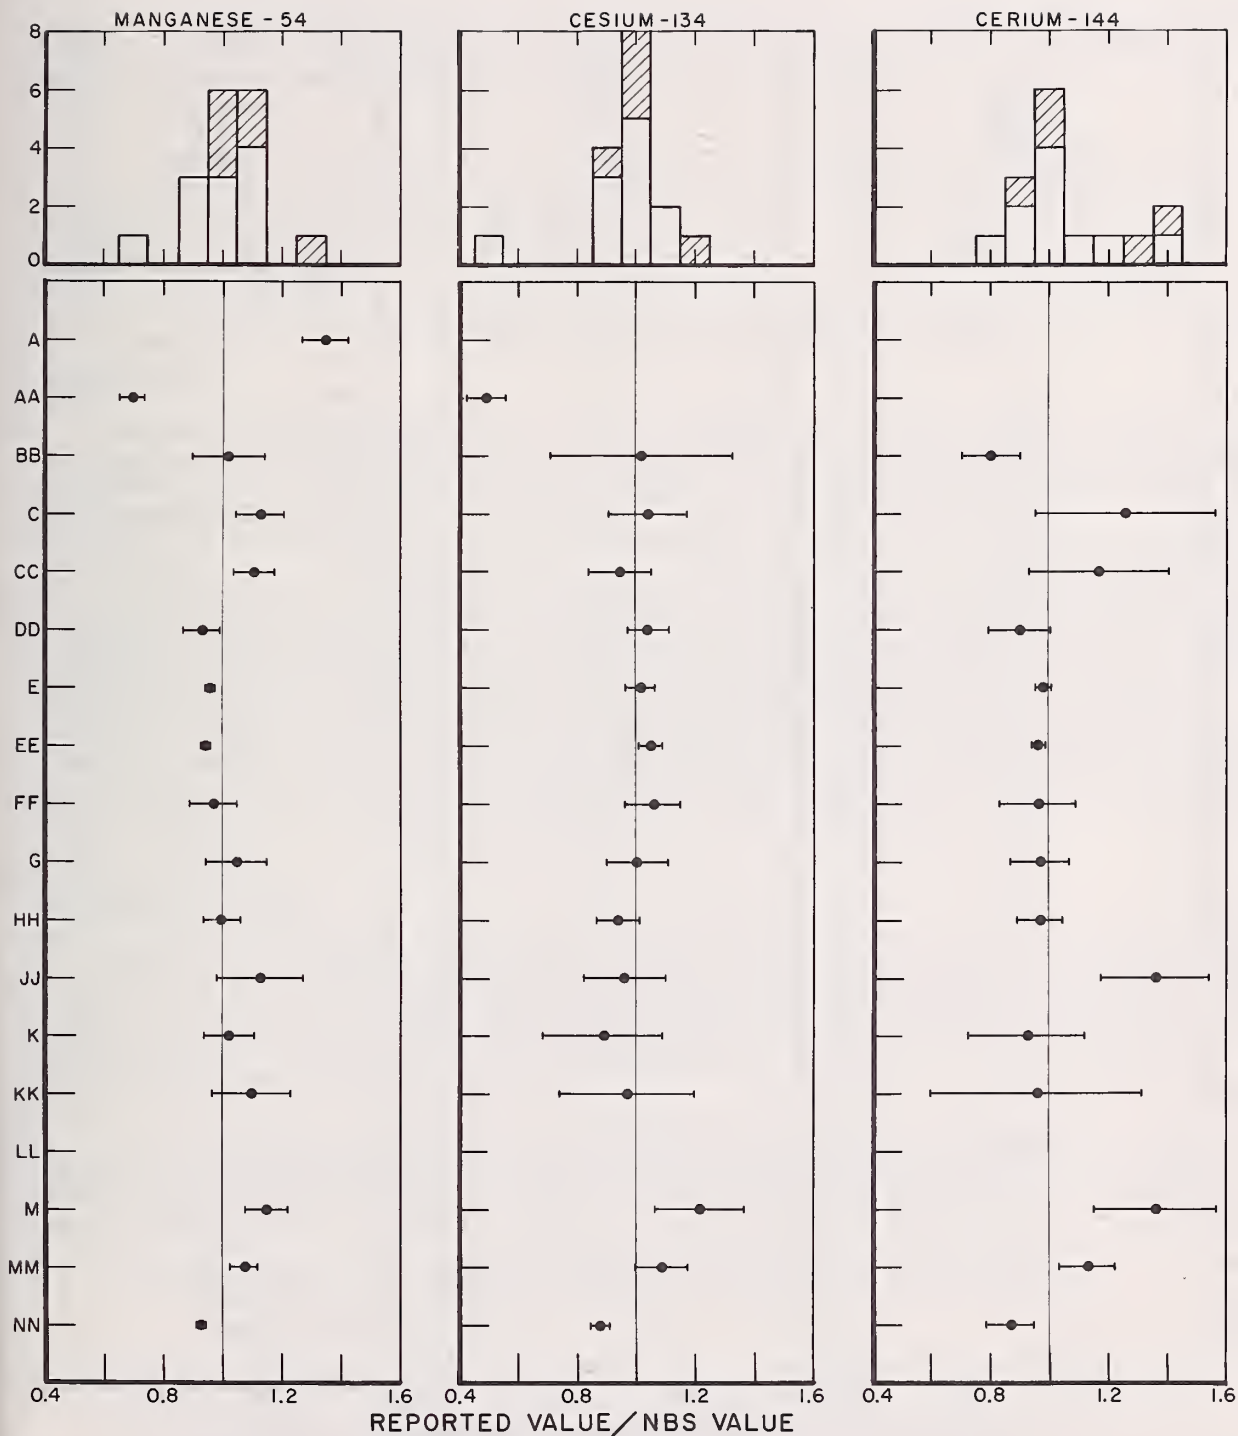 MANGANESE - 54
CESIUM -134
CERIUM -144
8
6
4
2
0
A
AA
BB
C
CC
DD
E
EE
FF
G
HH
JJ
K
KK
LL
M
MM
NN
0.4 0.8 1.2 1.6
0.4 0.8 1.2 1.6
0.4 0.8 1.2 1.6
REPORTED VALUE/NBS VALUE